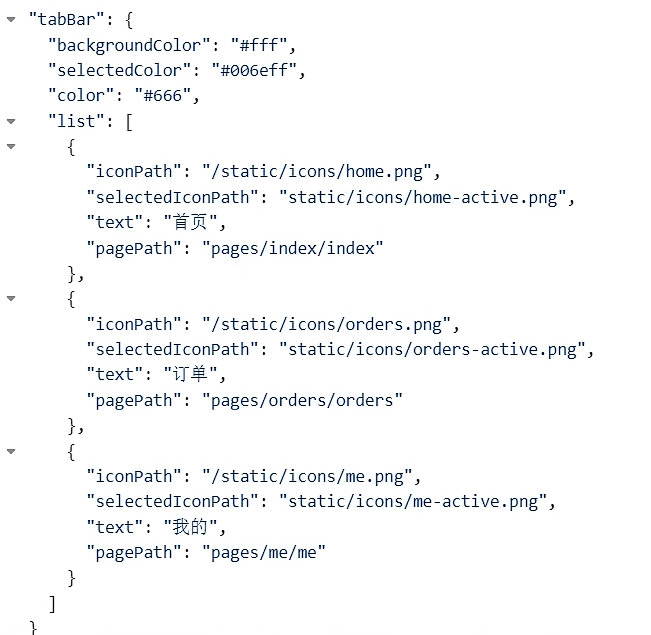 "tabBar": {
"backgroundColor": "#fff",
"selectedColor": "#006eff",
"color": "#666",
"list": [
{
"iconPath": "/static/icons/home.png",
"selectedIconPath": "static/icons/home-active.png",
"text": "首页",
"pagePath": "pages/index/index"
},
{
"iconPath": "/static/icons/orders.png",
"selectedIconPath": "static/icons/orders-active.png",
"text": "订单",
"pagePath": "pages/orders/orders"
},
{
"iconPath": "/static/icons/me.png",
"selectedIconPath": "static/icons/me-active.png",
"text": "我的",
"pagePath": "pages/me/me"
}
]
}